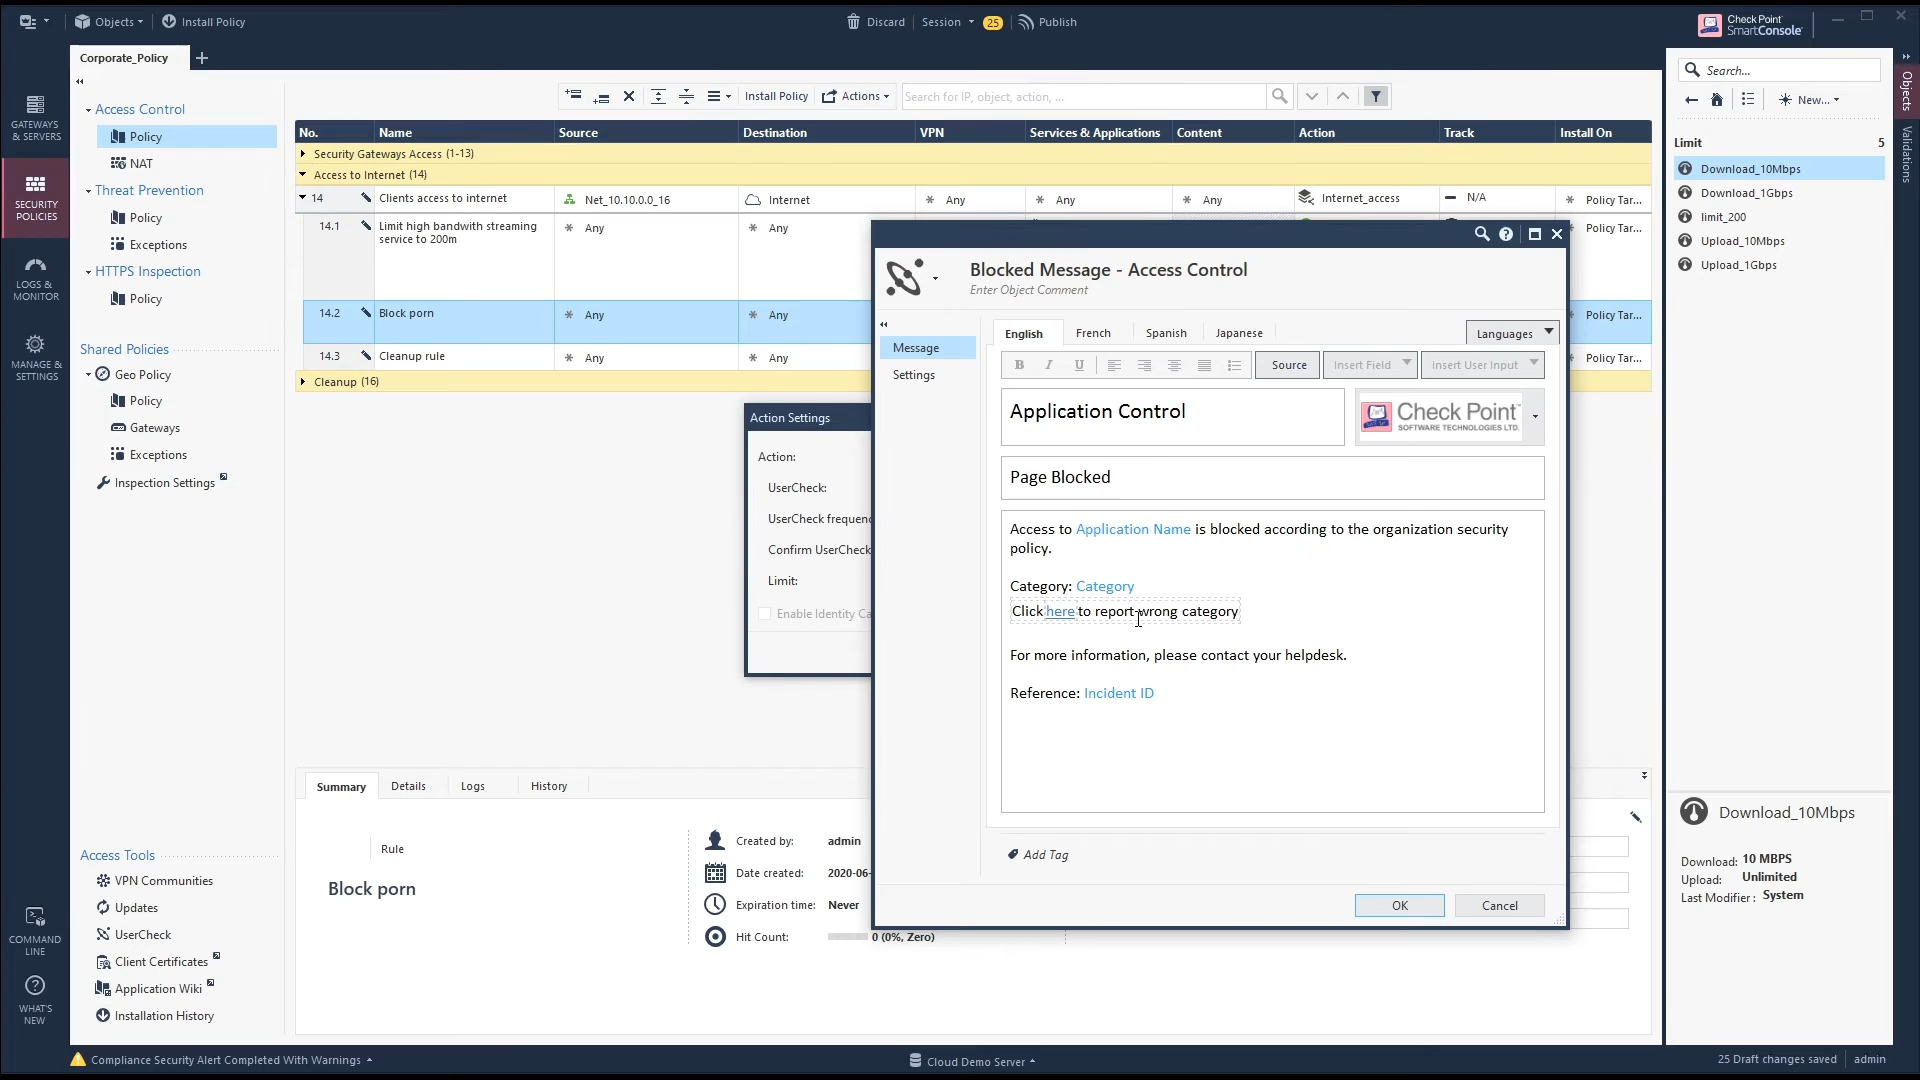 Objects
Install Policy
Discard
Session
25
Publish
Check Point
SmartConsole
Corporate_Policy
GATEWAYS
& SERVERS
SECURITY
POLICIES
LOGS &
MONITOR
MANAGE &
SETTINGS
COMMAND
LINE
WHAT'S
NEW
Access Control
Policy
NAT
Threat Prevention
Policy
Exceptions
HTTPS Inspection
Policy
Shared Policies
Geo Policy
Policy
Gateways
Exceptions
Inspection Settings
Access Tools
VPN Communities
Updates
UserCheck
Client Certificates
Application Wiki
Installation History
Install Policy
Actions
Search for IP, object, action, ...
No. Name Source Destination VPN Services & Applications Content Action Track Install On
Security Gateways Access (1-13)
Access to Internet (14)
14 Clients access to internet Net_10.10.0.0_16 Internet Any Any Any Internet_access N/A Policy Tar...
14.1 Limit high bandwith streaming
service to 200m Any Any Policy Tar...
14.2 Block porn Any Any Policy Tar...
14.3 Cleanup rule Any Any Policy Tar...
Cleanup (16)
Action Settings
Action:
UserCheck:
UserCheck frequenc
Confirm UserCheck
Limit:
Enable Identity Ca
Blocked Message - Access Control
Enter Object Comment
Message
Settings
English French Spanish Japanese
Languages
B I U
Source
Insert Field
Insert User Input
Application Control
Check Point
SOFTWARE TECHNOLOGIES LTD.
Page Blocked
Access to Application Name is blocked according to the organization security
policy.
Category: Category
Click here to report wrong category
For more information, please contact your helpdesk.
Reference: Incident ID
Add Tag
OK
Cancel
Summary Details Logs History
Rule
Block porn
Created by: admin
Date created: 2020-06-
Expiration time: Never
Hit Count: 0 (0%, Zero)
Search...
New...
Limit 5
Download_10Mbps
Download_1Gbps
limit_200
Upload_10Mbps
Upload_1Gbps
Objects
Validations
Download_10Mbps
Download: 10 MBPS
Upload: Unlimited
Last Modifier : System
Compliance Security Alert Completed With Warnings
Cloud Demo Server
25 Draft changes saved
admin